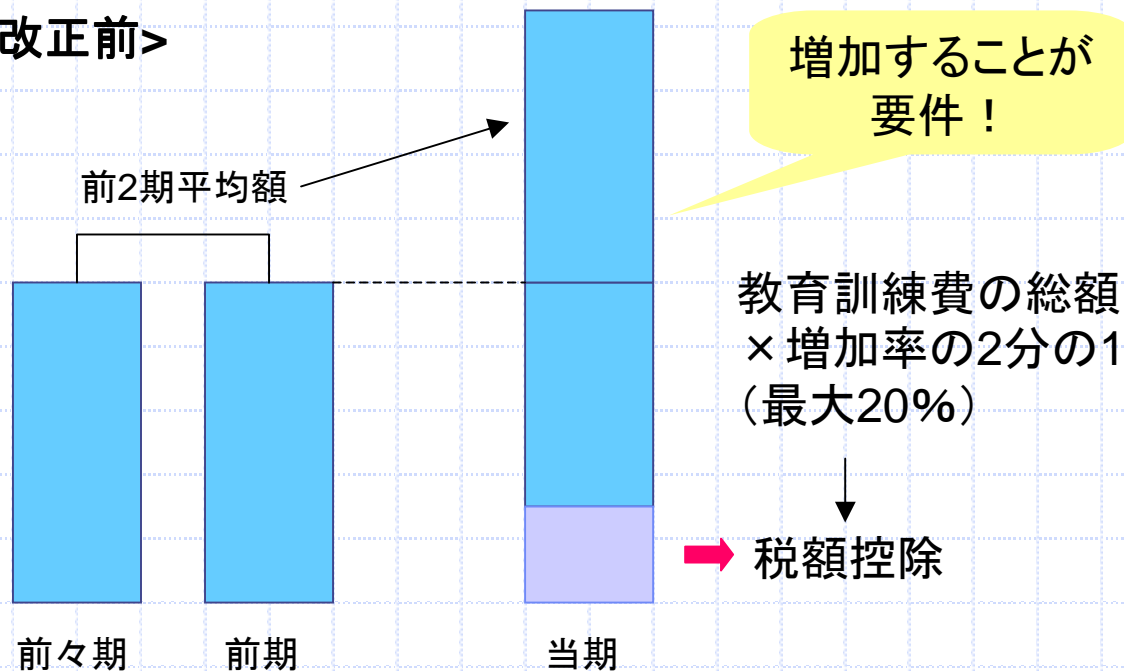 改正前>
増加することが
要件！
前2期平均額
教育訓練費の総額
×増加率の2分の1
（最大20%）
税額控除
前々期
前期
当期